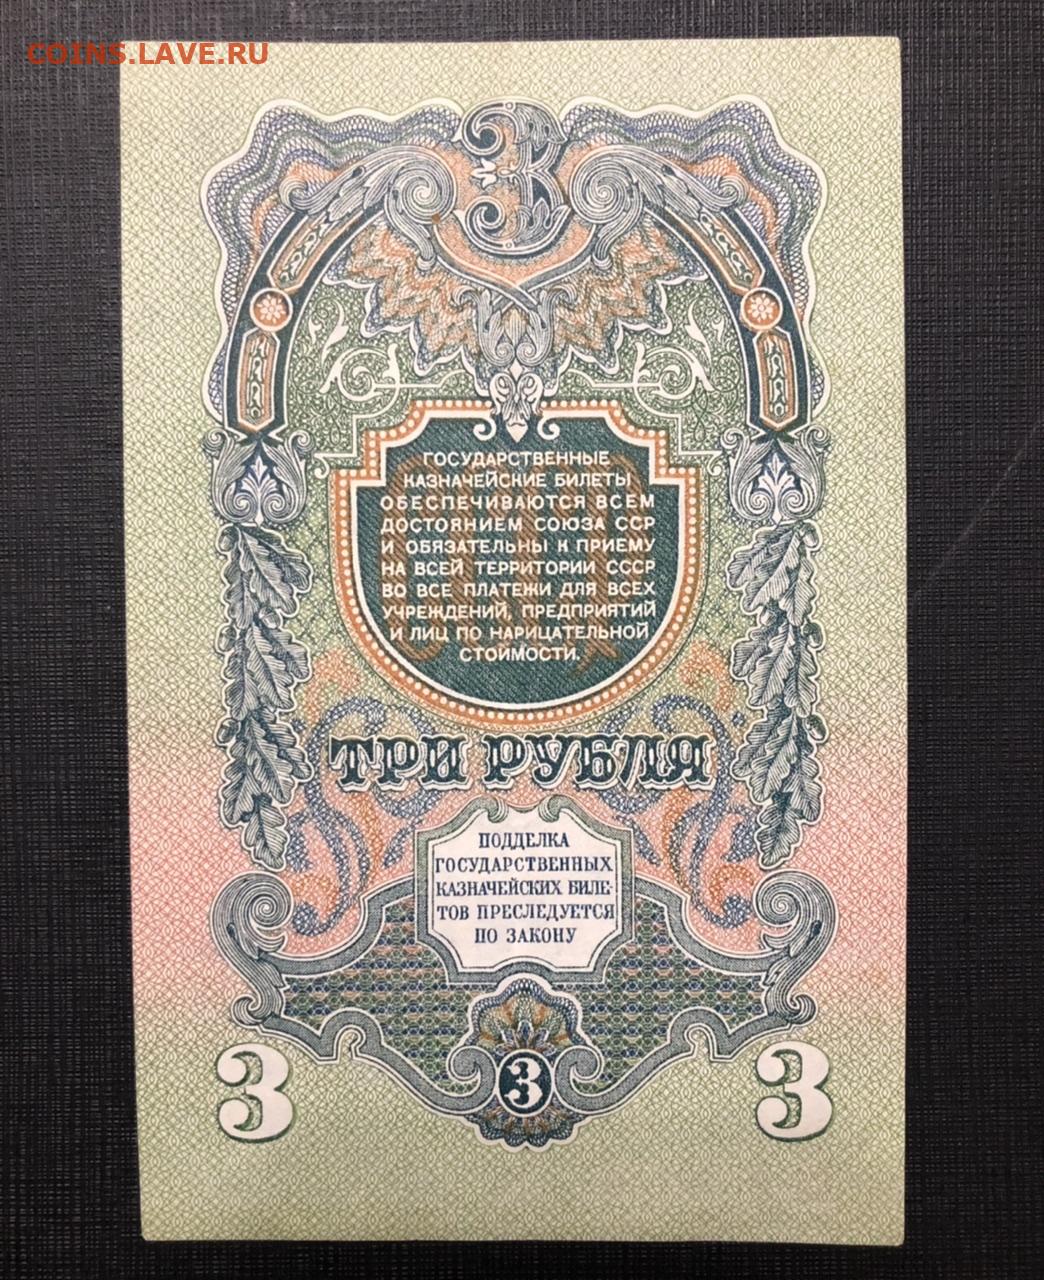 COINS.LAVE.RU
3
ГОСУДАРСТВЕННЫЕ
КАЗНАЧЕЙСКИЕ БИЛЕТЫ
ОБЕСПЕЧИВАЮТСЯ ВСЕМ
ДОСТОЯНИЕМ СОЮЗА ССР
И ОБЯЗАТЕЛЬНЫ К ПРИЕМУ
НА ВСЕЙ ТЕРРИТОРИИ СССР
ВО ВСЕ ПЛАТЕЖИ ДЛЯ ВСЕХ
УЧРЕЖДЕНИЙ, ПРЕДПРИЯТИЙ
И ЛИЦ ПО НАРИЦАТЕЛЬНОЙ
СТОИМОСТИ.
ТРИ РУБЛЯ
ПОДДЕЛКА
ГОСУДАРСТВЕННЫХ
КАЗНАЧЕЙСКИХ БИЛЕ-
ТОВ ПРЕСЛЕДУЕТСЯ
ПО ЗАКОНУ
3 3 3